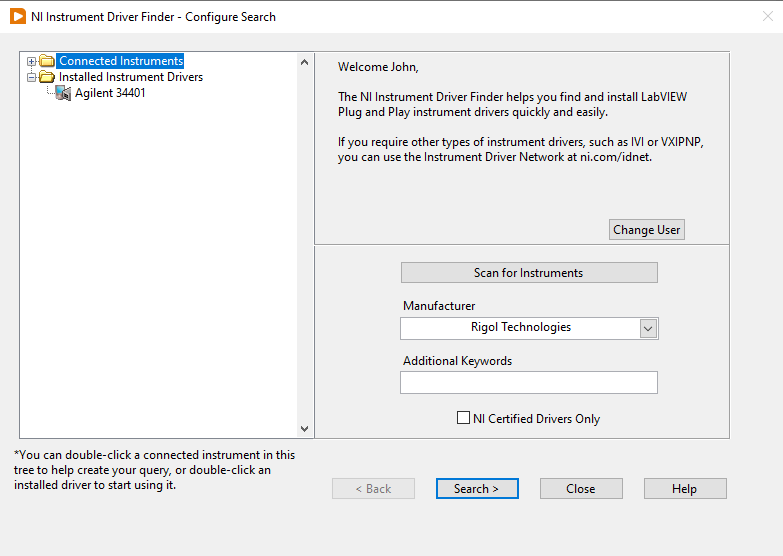 NI Instrument Driver Finder - Configure Search
Connected Instruments
Installed Instrument Drivers
Agilent 34401
*You can double-click a connected instrument in this
tree to help create your query, or double-click an
installed driver to start using it.
Welcome John,
The NI Instrument Driver Finder helps you find and install LabVIEW
Plug and Play instrument drivers quickly and easily.
If you require other types of instrument drivers, such as IVI or VXIPNP,
you can use the Instrument Driver Network at ni.com/idnet.
Change User
Scan for Instruments
Manufacturer
Rigol Technologies
Additional Keywords
NI Certified Drivers Only
< Back
Search >
Close
Help